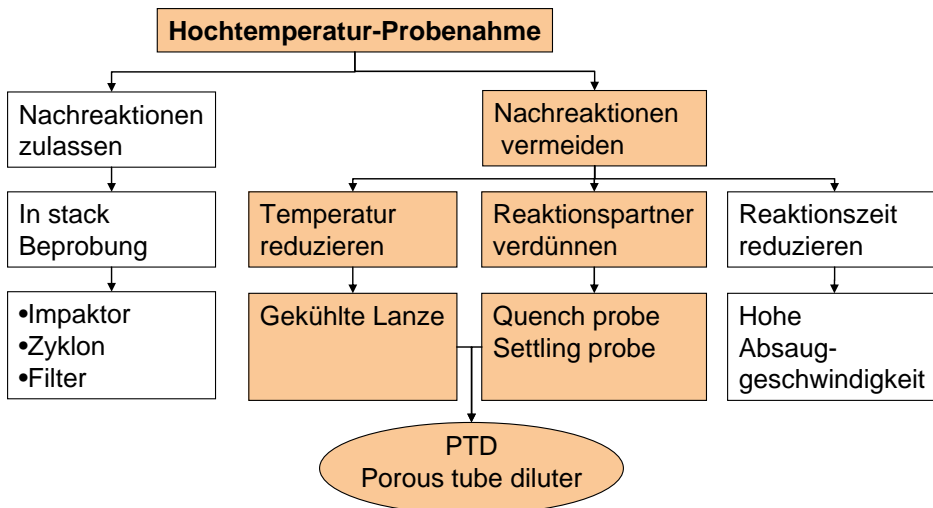 Hochtemperatur-Probenahme
Nachreaktionen
zulassen
Nachreaktionen
vermeiden
In stack
Beprobung
Temperatur
reduzieren
Reaktionspartner
verdünnen
Reaktionszeit
reduzieren
•Impaktor
•Zyklon
•Filter
Gekühlte Lanze
Quench probe
Settling probe
Hohe
Absaug-
geschwindigkeit
PTD
Porous tube diluter